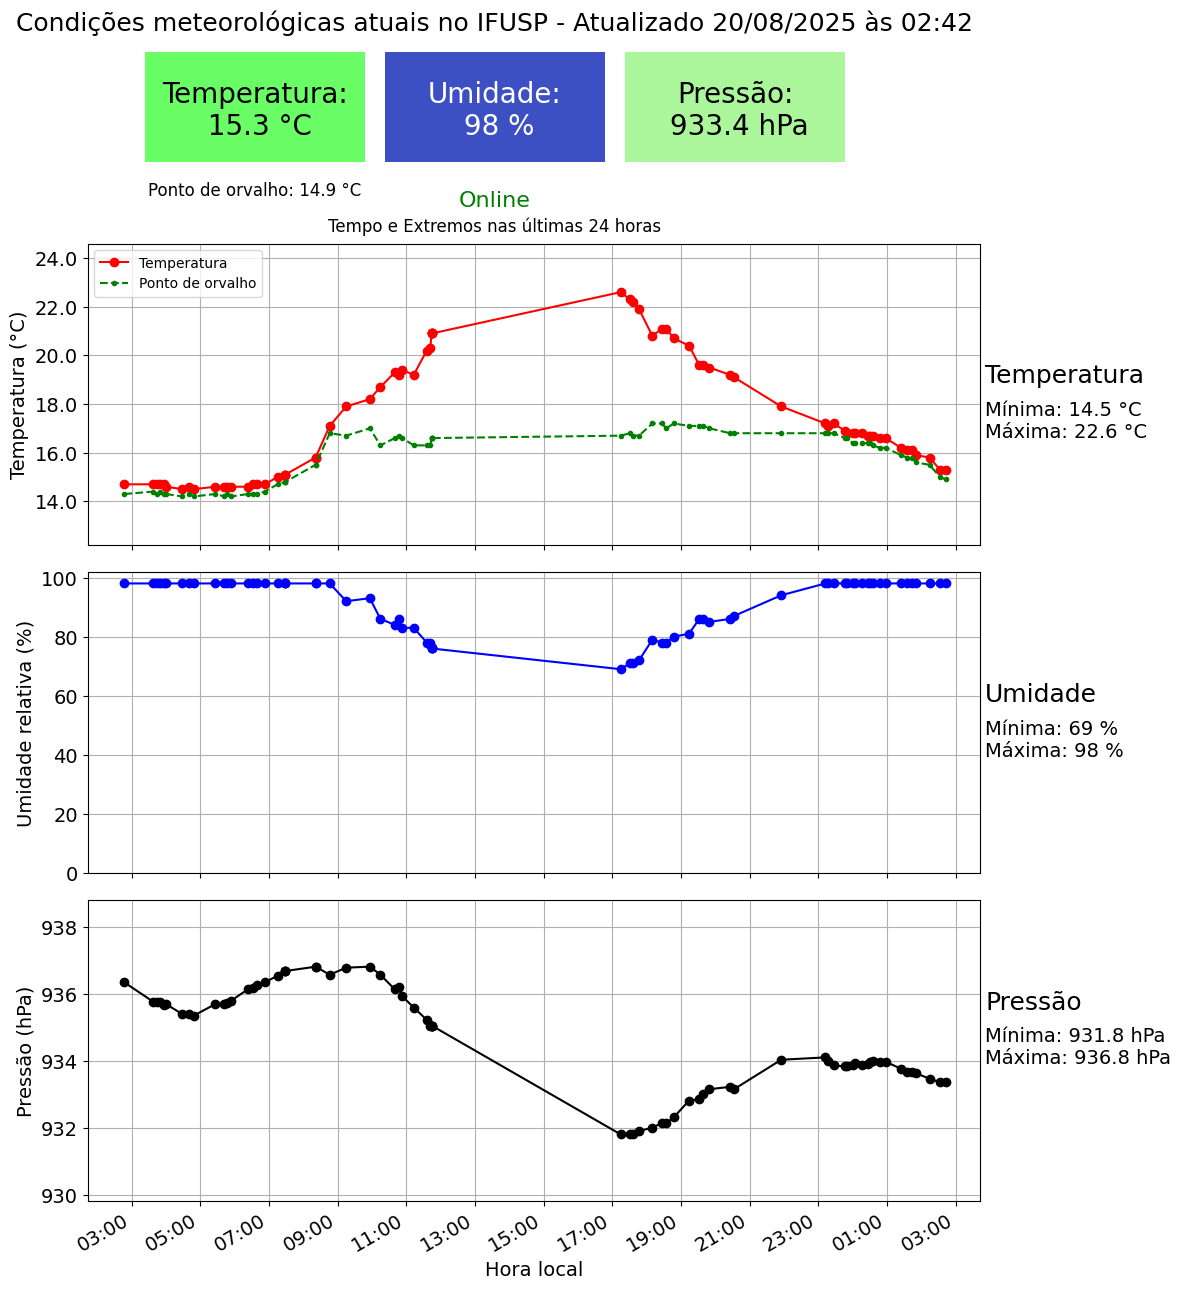 Condições meteorológicas atuais no IFUSP - Atualizado 20/08/2025 às 02:42
Temperatura:
15.3 °C
Umidade:
98 %
Pressão:
933.4 hPa
Ponto de orvalho: 14.9 °C
Online
Tempo e Extremos nas últimas 24 horas
Temperatura
Ponto de orvalho
24.0
22.0
20.0
18.0
16.0
14.0
Temperatura (°C)
Temperatura
Mínima: 14.5 °C
Máxima: 22.6 °C
100
80
60
40
20
0
Umidade relativa (%)
Umidade
Mínima: 69 %
Máxima: 98 %
938
936
934
932
930
Pressão (hPa)
Pressão
Mínima: 931.8 hPa
Máxima: 936.8 hPa
03:00 05:00 07:00 09:00 11:00 13:00 15:00 17:00 19:00 21:00 23:00 01:00 03:00
Hora local